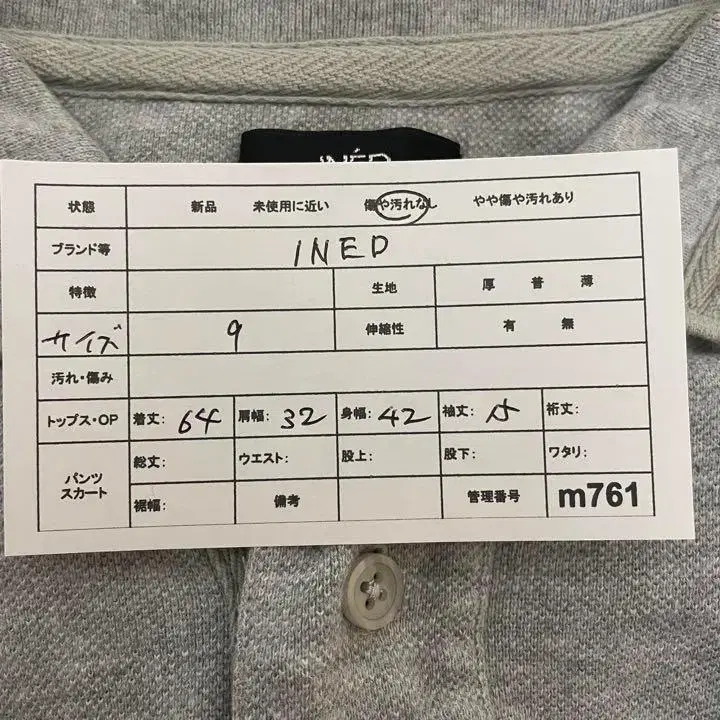 INÉD
状態 新品 未使用に近い 傷や汚れなし やや傷や汚れあり
ブランド等 INED
特徴 生地 厚 普 薄
サイズ 9 伸縮性 有 無
汚れ・傷み
トップス・OP 着丈: 64 肩幅: 32 身幅: 42 袖丈: 裄丈:
パンツ スカート 総丈: ウエスト: 股上: 股下: ワタリ:
裾幅: 備考 管理番号 m761